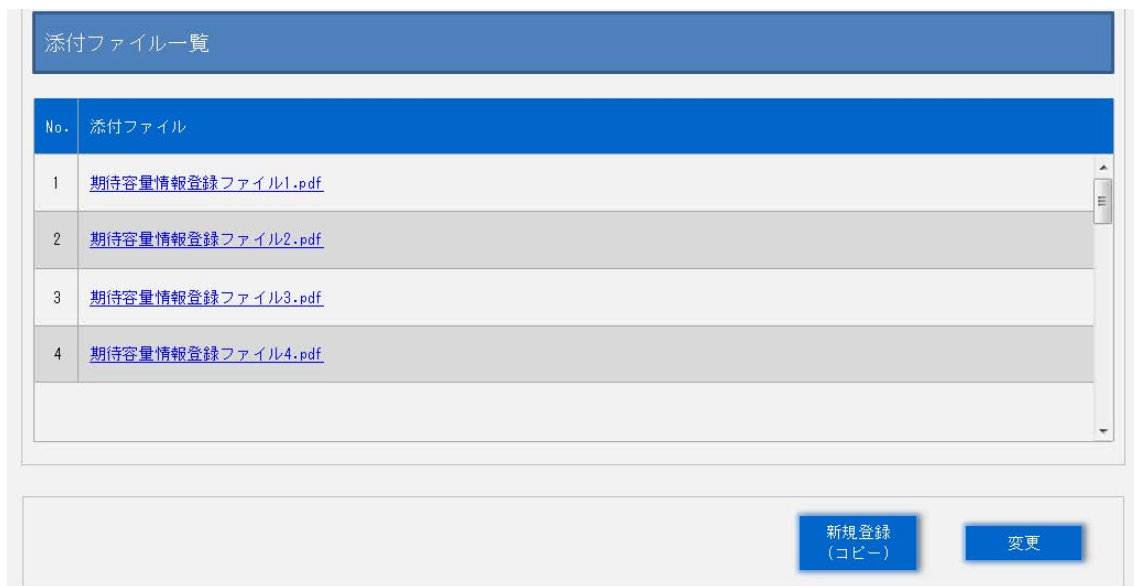 添付ファイル一覧
No. 添付ファイル
1 期待容量情報登録ファイル1.pdf
2 期待容量情報登録ファイル2.pdf
3 期待容量情報登録ファイル3.pdf
4 期待容量情報登録ファイル4.pdf
新規登録
(コピー)
変更